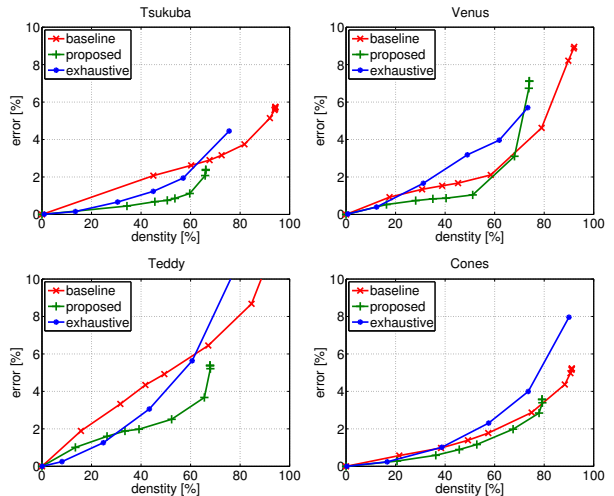 Tsukuba
10
8
6
4
2
0
error [%]
baseline
proposed
exhaustive
0 20 40 60 80 100
denstity [%]
Venus
10
8
6
4
2
0
error [%]
baseline
proposed
exhaustive
0 20 40 60 80 100
denstity [%]
Teddy
10
8
6
4
2
0
error [%]
baseline
proposed
exhaustive
0 20 40 60 80 100
denstity [%]
Cones
10
8
6
4
2
0
error [%]
baseline
proposed
exhaustive
0 20 40 60 80 100
denstity [%]